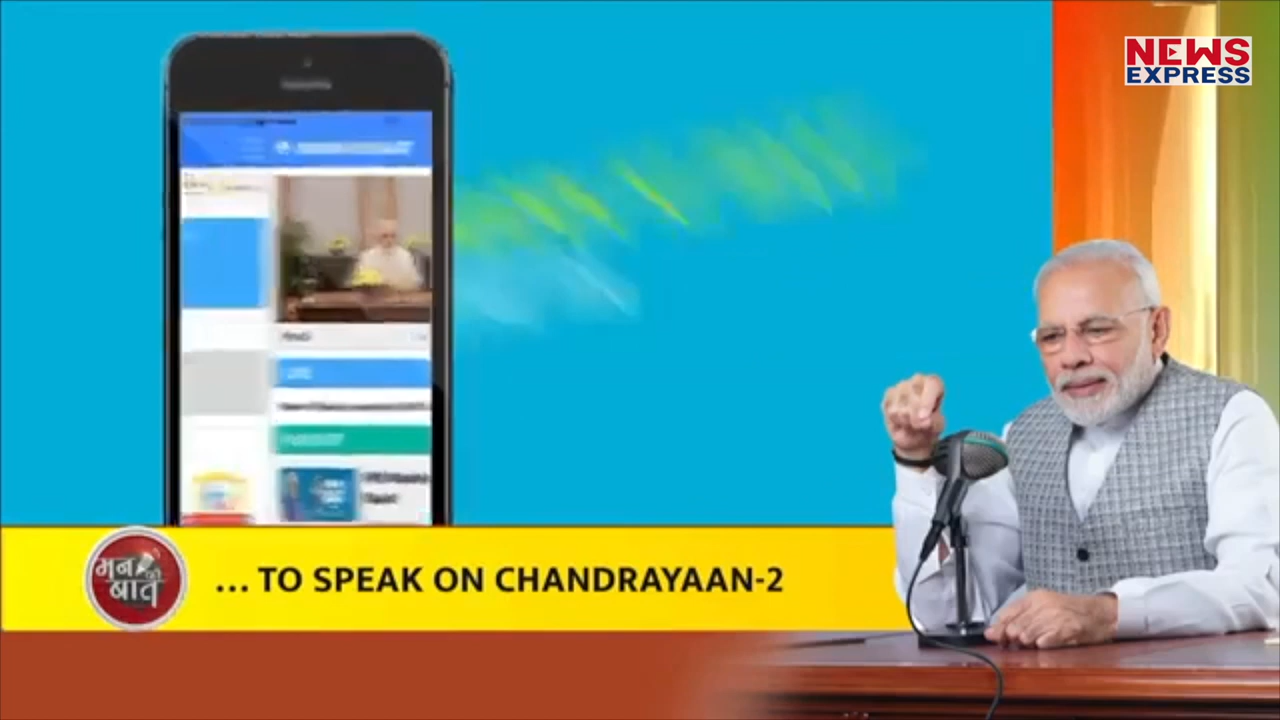 NEWS
EXPRESS
मन
की
बात
... TO SPEAK ON CHANDRAYAAN-2